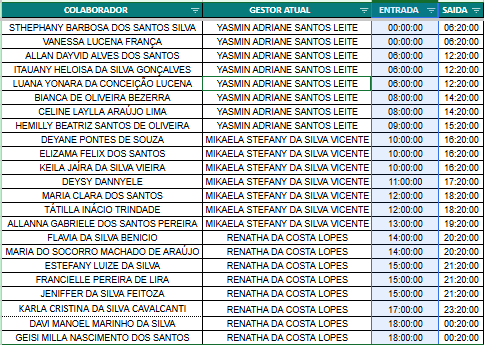 COLABORADOR GESTOR ATUAL ENTRADA SAIDA
STHEPHANY BARBOSA DOS SANTOS SILVA YASMIN ADRIANE SANTOS LEITE 00:00:00 06:20:00
VANESSA LUCENA FRANÇA YASMIN ADRIANE SANTOS LEITE 00:00:00 06:20:00
ALLAN DAYVID ALVES DOS SANTOS YASMIN ADRIANE SANTOS LEITE 06:00:00 12:20:00
ITAUANY HELOISA DA SILVA GONÇALVES YASMIN ADRIANE SANTOS LEITE 06:00:00 12:20:00
LUANA YONARA DA CONCEIÇÃO LUCENA YASMIN ADRIANE SANTOS LEITE 06:00:00 12:20:00
BIANCA DE OLIVEIRA BEZERRA YASMIN ADRIANE SANTOS LEITE 08:00:00 14:20:00
CELINE LAYLLA ARAÚJO LIMA YASMIN ADRIANE SANTOS LEITE 08:00:00 14:20:00
HEMILLY BEATRIZ SANTOS DE OLIVEIRA YASMIN ADRIANE SANTOS LEITE 09:00:00 15:20:00
DEYANE PONTES DE SOUZA MIKAELA STEFANY DA SILVA VICENTE 10:00:00 16:20:00
ELIZAMA FELIX DOS SANTOS MIKAELA STEFANY DA SILVA VICENTE 10:00:00 16:20:00
KEILA JAÍRA DA SILVA VIEIRA MIKAELA STEFANY DA SILVA VICENTE 10:00:00 16:20:00
DEYSY DANNYELE MIKAELA STEFANY DA SILVA VICENTE 11:00:00 17:20:00
MARIA CLARA DOS SANTOS MIKAELA STEFANY DA SILVA VICENTE 12:00:00 18:20:00
TÁTILLA INÁCIO TRINDADE MIKAELA STEFANY DA SILVA VICENTE 12:00:00 18:20:00
ALLANNA GABRIELE DOS SANTOS PEREIRA MIKAELA STEFANY DA SILVA VICENTE 13:00:00 19:20:00
FLAVIA DA SILVA BENICIO RENATHA DA COSTA LOPES 14:00:00 20:20:00
MARIA DO SOCORRO MACHADO DE ARAÚJO RENATHA DA COSTA LOPES 14:00:00 20:20:00
ESTEFANY LUIZE DA SILVA RENATHA DA COSTA LOPES 15:00:00 21:20:00
FRANCIELLE PEREIRA DE LIRA RENATHA DA COSTA LOPES 15:00:00 21:20:00
JENIFFER DA SILVA FEITOZA RENATHA DA COSTA LOPES 15:00:00 21:20:00
KARLA CRISTINA DA SILVA CAVALCANTI RENATHA DA COSTA LOPES 17:00:00 23:20:00
DAVI MANOEL MARINHO DA SILVA RENATHA DA COSTA LOPES 18:00:00 00:20:00
GEISI MILLA NASCIMENTO DOS SANTOS RENATHA DA COSTA LOPES 18:00:00 00:20:00